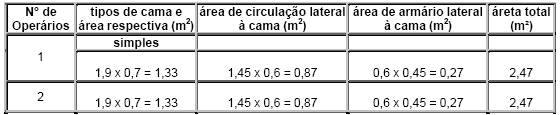 Nº de Operários | tipos de cama e área respectiva (m²) | área de circulação lateral à cama (m²) | área de armário lateral à cama (m²) | áreta total (m²)
simples
1 | 1,9 x 0,7 = 1,33 | 1,45 x 0,6 = 0,87 | 0,6 x 0,45 = 0,27 | 2,47
2 | 1,9 x 0,7 = 1,33 | 1,45 x 0,6 = 0,87 | 0,6 x 0,45 = 0,27 | 2,47